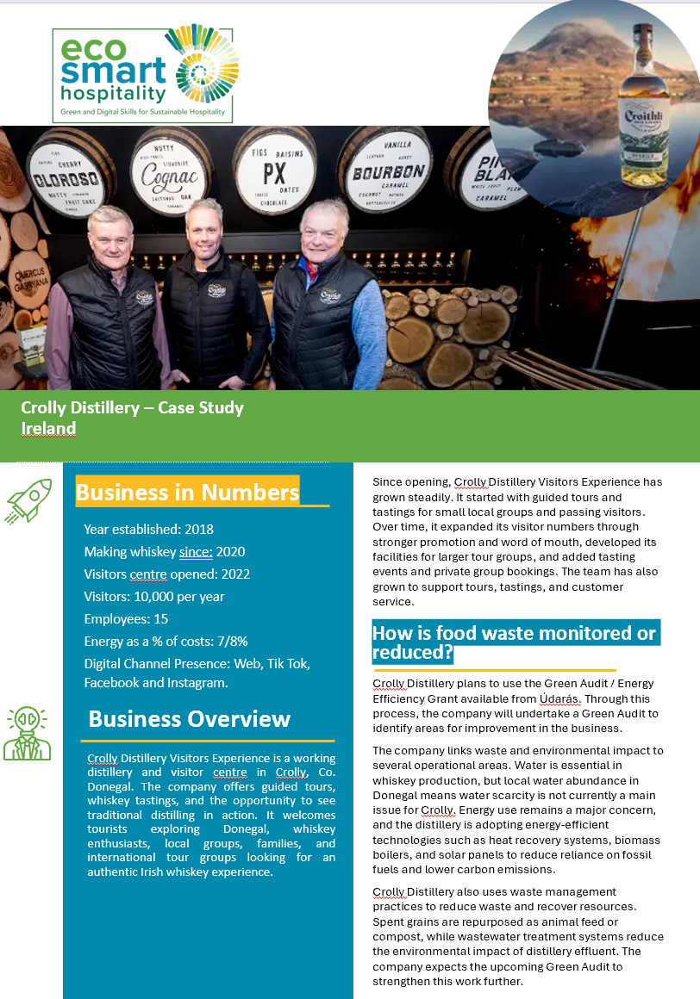 eco
smart
hospitality
Green and Digital Skills for Sustainable Hospitality
Croithlí
CHERRY
OLOROSO
NUTTY
FRUIT CAKE
NUTTY
LIQUORICE
Cognac
SULTANAS OAK
CARAMEL
FIGS RAISINS
PX
DATES
TOFFEE
CHOCOLATE
VANILLA
HONEY
BOURBON
CARAMEL
COCONUT
BUTTERSCOTCH
WHITE FRUIT PLUM
CARAMEL
QUERCUS
GARRYANA
Crolly Distillery – Case Study
Ireland
Business in Numbers
Year established: 2018
Making whiskey since: 2020
Visitors centre opened: 2022
Visitors: 10,000 per year
Employees: 15
Energy as a % of costs: 7/8%
Digital Channel Presence: Web, Tik Tok,
Facebook and Instagram.
Business Overview
Crolly Distillery Visitors Experience is a working
distillery and visitor centre in Crolly, Co.
Donegal. The company offers guided tours,
whiskey tastings, and the opportunity to see
traditional distilling in action. It welcomes
tourists exploring Donegal, whiskey
enthusiasts, local groups, families, and
international tour groups looking for an
authentic Irish whiskey experience.
Since opening, Crolly Distillery Visitors Experience has
grown steadily. It started with guided tours and
tastings for small local groups and passing visitors.
Over time, it expanded its visitor numbers through
stronger promotion and word of mouth, developed its
facilities for larger tour groups, and added tasting
events and private group bookings. The team has also
grown to support tours, tastings, and customer
service.
How is food waste monitored or
reduced?
Crolly Distillery plans to use the Green Audit / Energy
Efficiency Grant available from Údarás. Through this
process, the company will undertake a Green Audit to
identify areas for improvement in the business.
The company links waste and environmental impact to
several operational areas. Water is essential in
whiskey production, but local water abundance in
Donegal means water scarcity is not currently a main
issue for Crolly. Energy use remains a major concern,
and the distillery is adopting energy-efficient
technologies such as heat recovery systems, biomass
boilers, and solar panels to reduce reliance on fossil
fuels and lower carbon emissions.
Crolly Distillery also uses waste management
practices to reduce waste and recover resources.
Spent grains are repurposed as animal feed or
compost, while wastewater treatment systems reduce
the environmental impact of distillery effluent. The
company expects the upcoming Green Audit to
strengthen this work further.